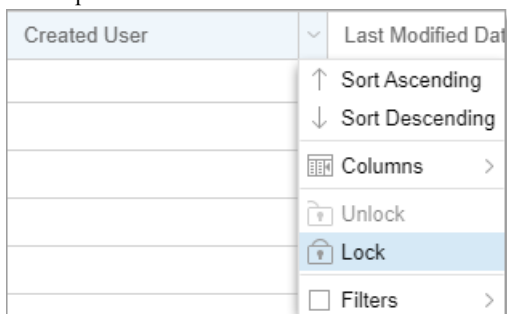 Created User
Last Modified Dat
Sort Ascending
Sort Descending
Columns
Unlock
Lock
Filters